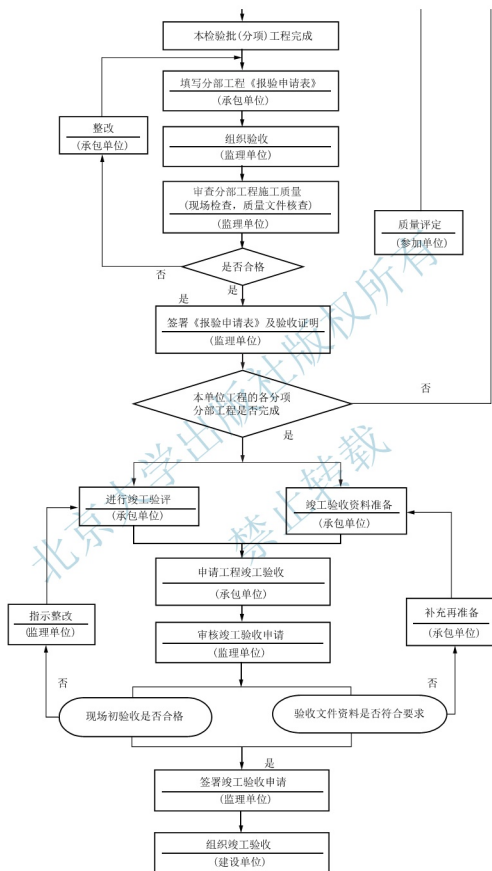 本检验批(分项)工程完成
填写分部工程《报验申请表》
(承包单位)
整改
(承包单位)
组织验收
(监理单位)
审查分部工程施工质量
(现场检查，质量文件核查)
(监理单位)
质量评定
(参加单位)
是否合格
否
是
是
签署《报验申请表》及验收证明
(监理单位)
本单位工程的各分项
分部工程是否完成
否
是
进行竣工验评
(承包单位)
竣工验收资料准备
(承包单位)
申请工程竣工验收
(承包单位)
指示整改
(监理单位)
补充再准备
(承包单位)
审核竣工验收申请
(监理单位)
否
否
现场初验收是否合格
验收文件资料是否符合要求
是
签署竣工验收申请
(监理单位)
组织竣工验收
(建设单位)
北京大学出版社版权所有
禁止转载